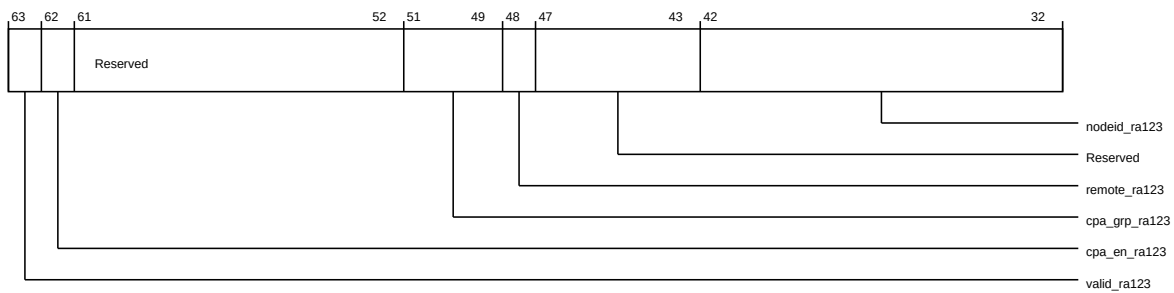 63 62 61 52 51 49 48 47 43 42 32
Reserved
nodeid_ra123
Reserved
remote_ra123
cpa_grp_ra123
cpa_en_ra123
valid_ra123